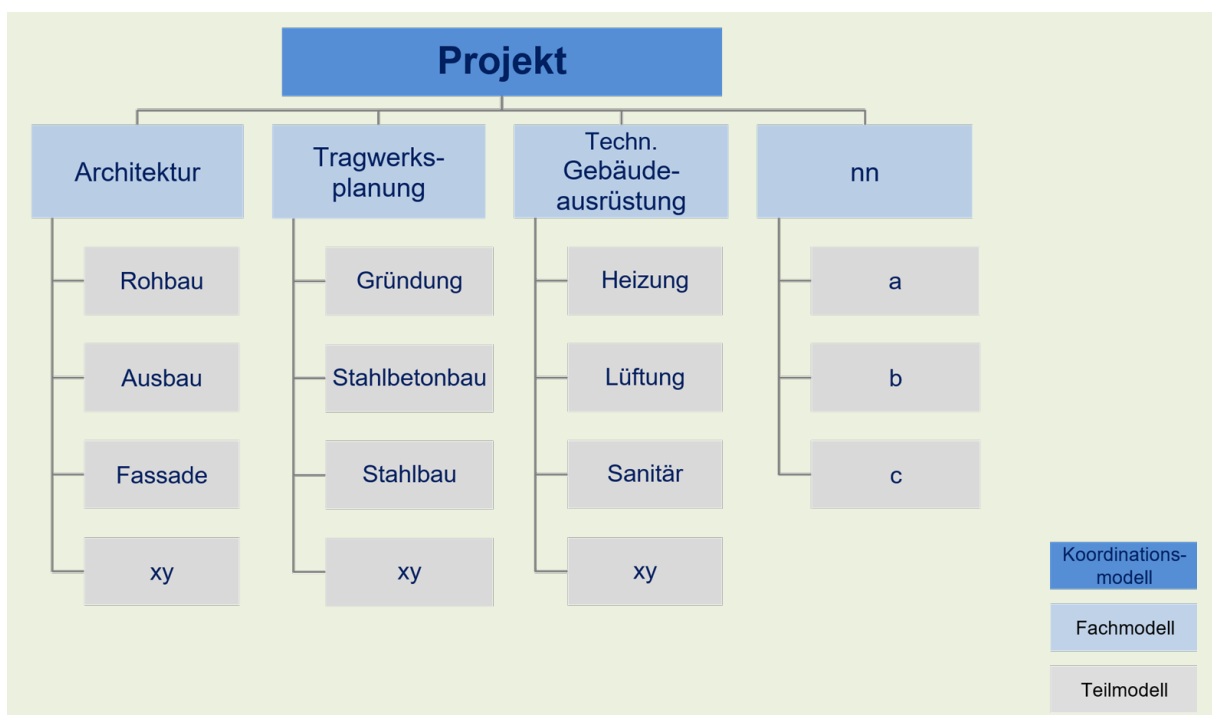 Projekt
Architektur
Tragwerks-
planung
Techn.
Gebäude-
ausrüstung
nn
Rohbau
Gründung
Heizung
a
Ausbau
Stahlbetonbau
Lüftung
b
Fassade
Stahlbau
Sanitär
c
xy
xy
xy
Koordinations-
modell
Fachmodell
Teilmodell